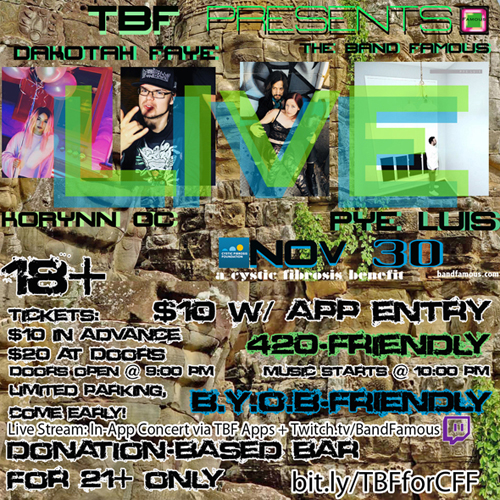 TBF PRESENTS
DAKOTAH FAYE THE BAND FAMOUS
LIVE
KORYNN GC PYE LUIS
CYSTIC FIBROSIS FOUNDATION
NOV 30
a cystic fibrosis benefit bandfamous.com
18+
$10 W/ APP ENTRY
TICKETS:
$10 IN ADVANCE
420-FRIENDLY
$20 AT DOORS
DOORS OPEN @ 9:00 PM MUSIC STARTS @ 10:00 PM
LIMITED PARKING,
COME EARLY!
B.Y.O.B-FRIENDLY
Live Stream: In-App Concert via TBF Apps + Twitch.tv/BandFamous
DONATION-BASED BAR
FOR 21+ ONLY bit.ly/TBFforCFF